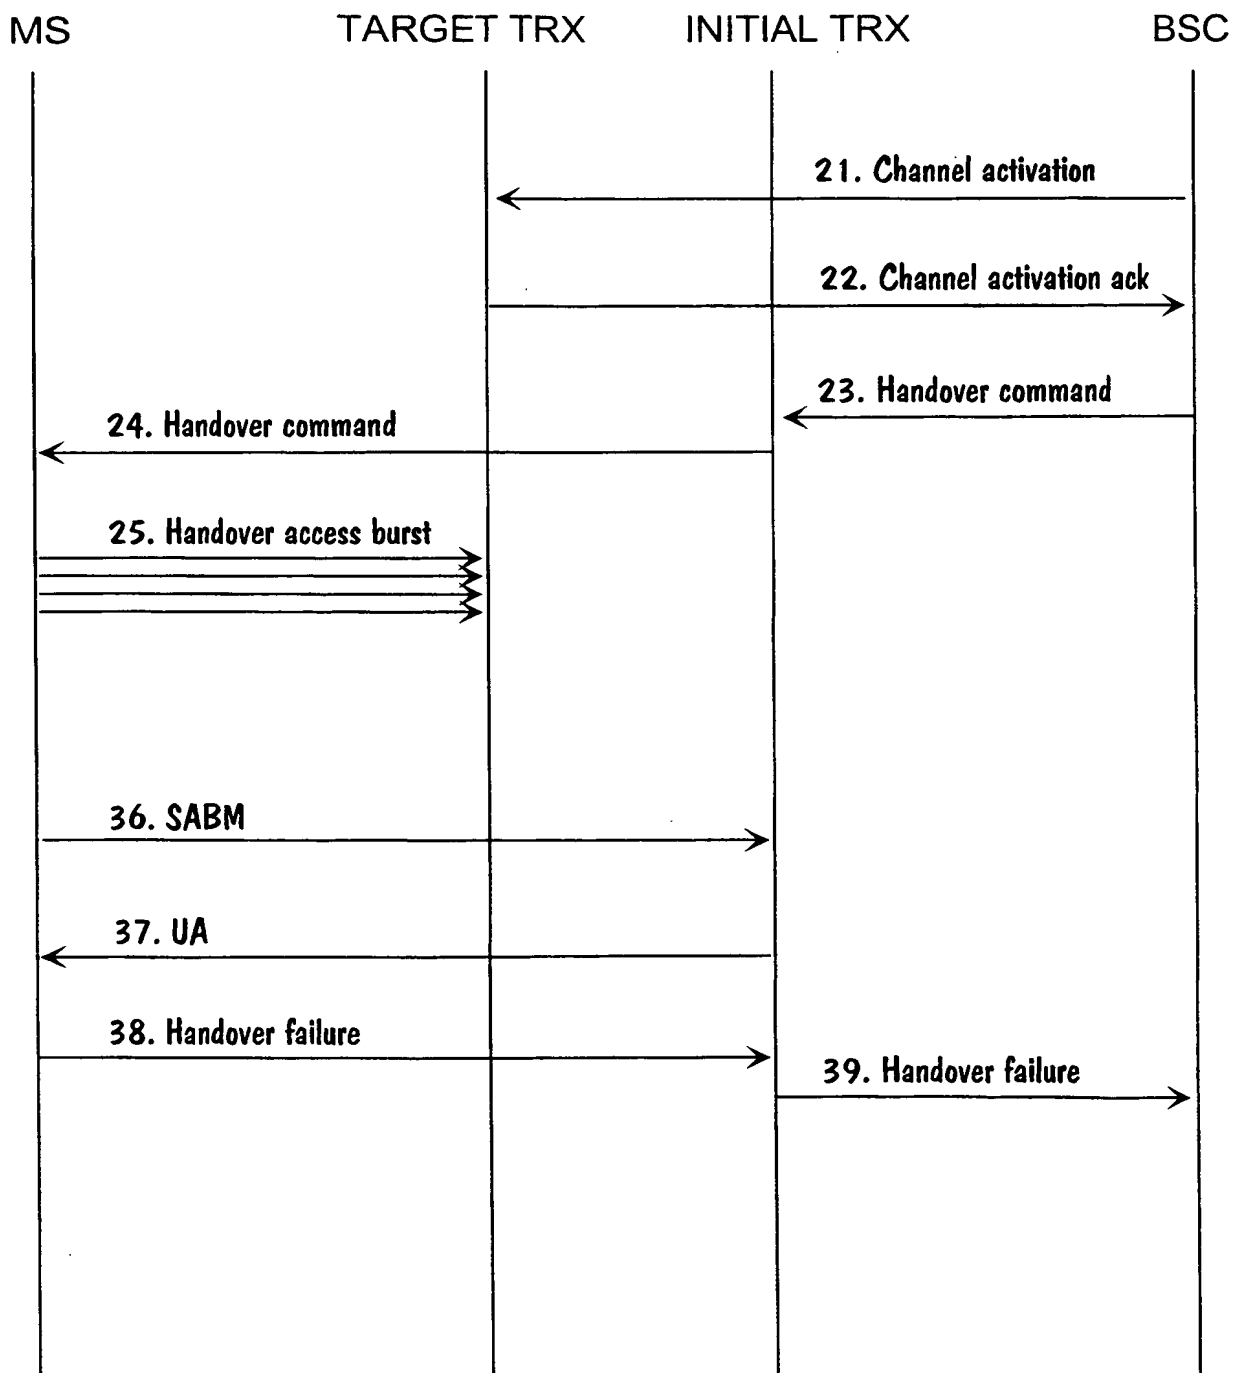 MS TARGET TRX INITIAL TRX BSC
21. Channel activation
22. Channel activation ack
23. Handover command
24. Handover command
25. Handover access burst
36. SABM
37. UA
38. Handover failure
39. Handover failure